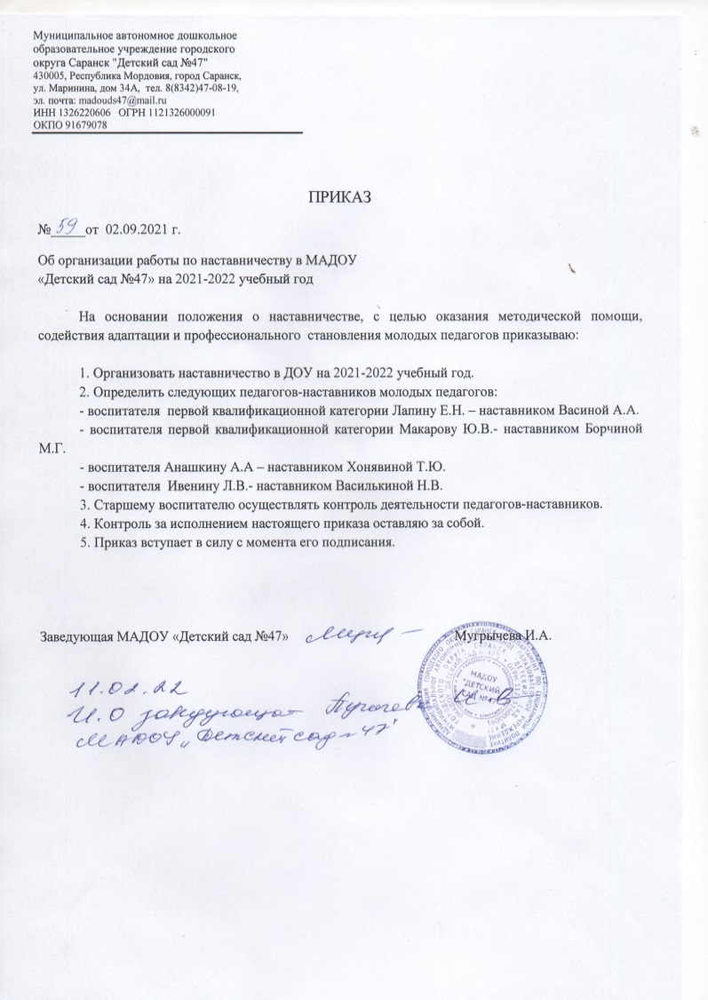 Муниципальное автономное дошкольное
образовательное учреждение городского
округа Саранск "Детский сад №47"
430005, Республика Мордовия, город Саранск,
ул. Маринина, дом 34А,  тел. 8(8342)47-08-19,
эл. почта: madouds47@mail.ru
ИНН 1326220606   ОГРН 1121326000091
ОКПО 91679078
ПРИКАЗ
№ 59 от  02.09.2021 г.
Об организации работы по наставничеству в МАДОУ
«Детский сад №47» на 2021-2022 учебный год
На основании положения о наставничестве, с целью оказания методической помощи,
содействия адаптации и профессионального  становления молодых педагогов приказываю:
1. Организовать наставничество в ДОУ на 2021-2022 учебный год.
2. Определить следующих педагогов-наставников молодых педагогов:
- воспитателя  первой квалификационной категории Лапину Е.Н. – наставником Васиной А.А.
- воспитателя первой квалификационной категории Макарову Ю.В.- наставником Борчиной
М.Г.
- воспитателя Анашкину А.А – наставником Хонявиной Т.Ю.
- воспитателя  Ивенину Л.В.- наставником Василькиной Н.В.
3. Старшему воспитателю осуществлять контроль деятельности педагогов-наставников.
4. Контроль за исполнением настоящего приказа оставляю за собой.
5. Приказ вступает в силу с момента его подписания.
Заведующая МАДОУ «Детский сад №47» Мугрычева И.А.
МАДОУ
"ДЕТСКИЙ
САД №47"
11.02.22
И.О заведующая
МАДОУ „Детский сад № 47"